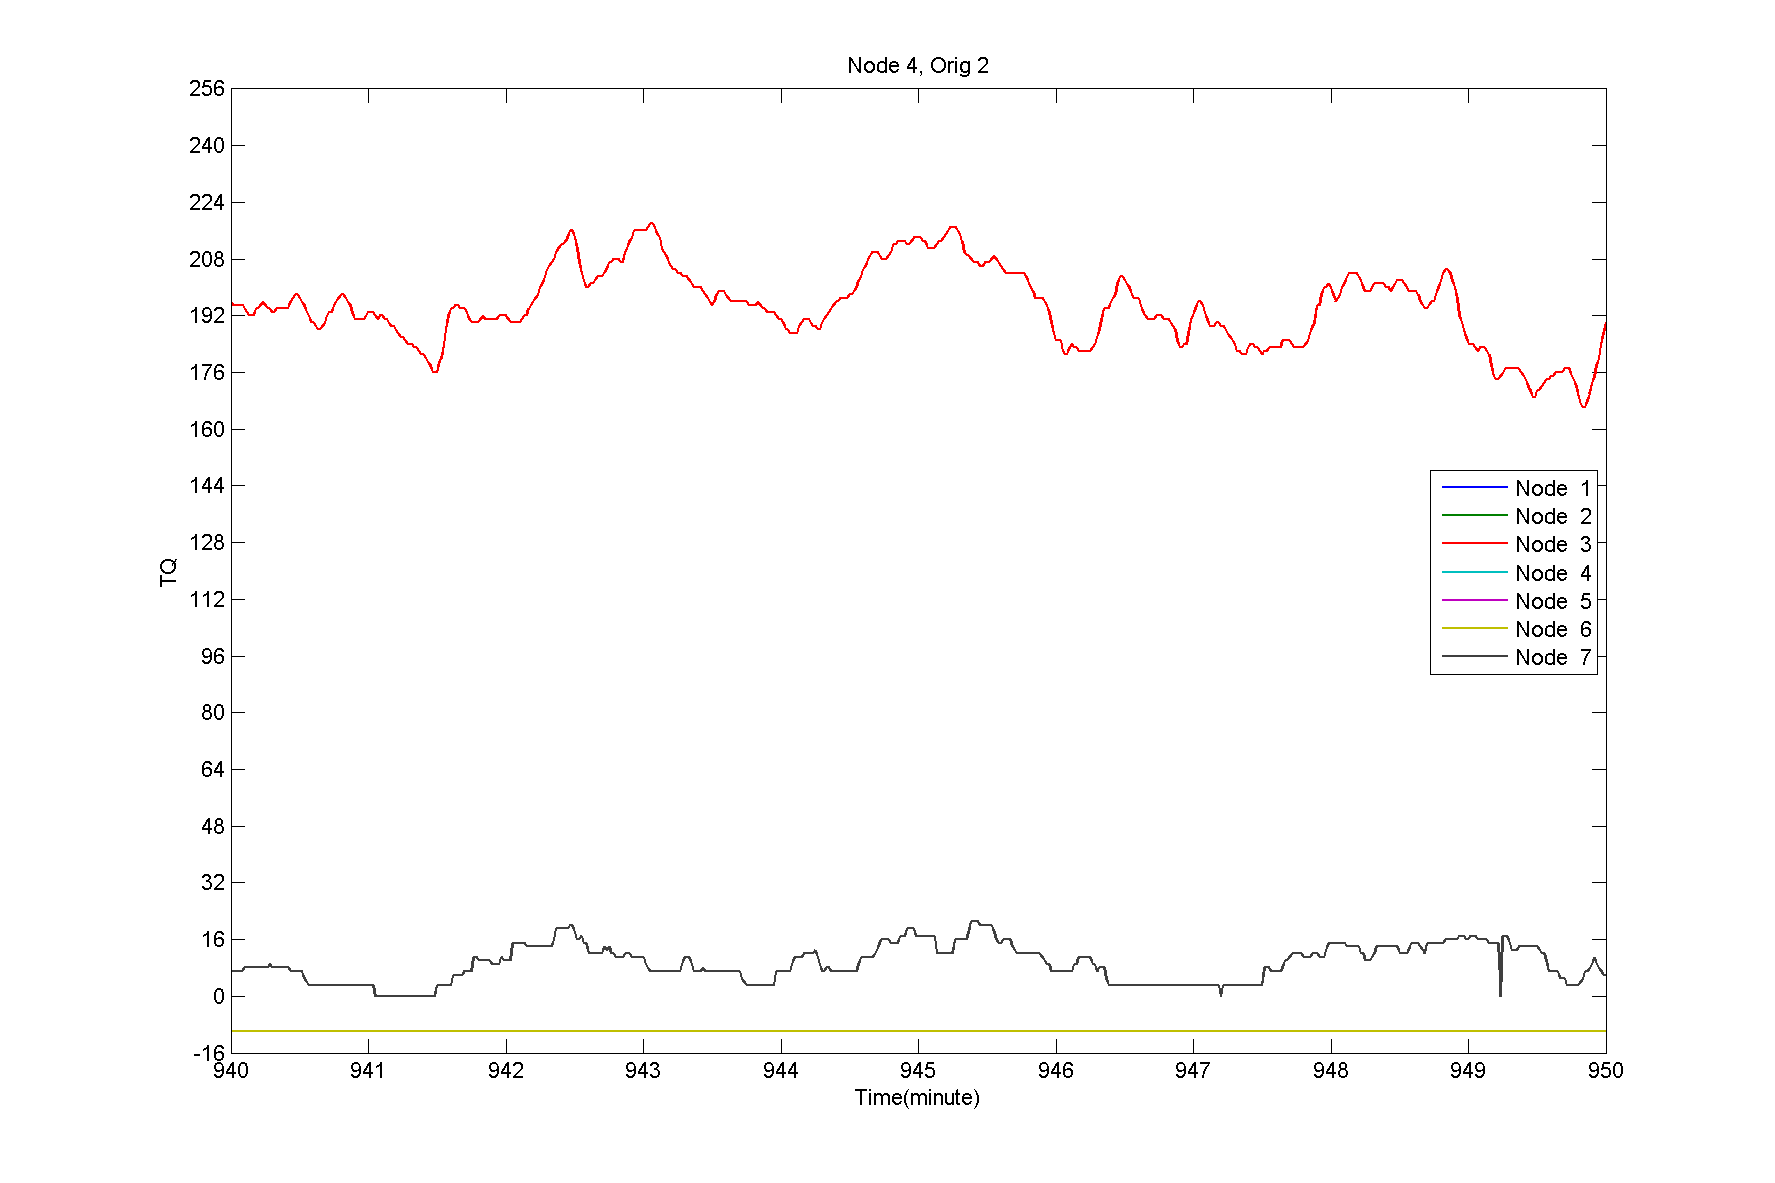 Node 4, Orig 2
256
240
224
208
192
176
160
144
128
112
96
80
64
48
32
16
0
-16
TQ
Node 1
Node 2
Node 3
Node 4
Node 5
Node 6
Node 7
940 941 942 943 944 945 946 947 948 949 950
Time(minute)